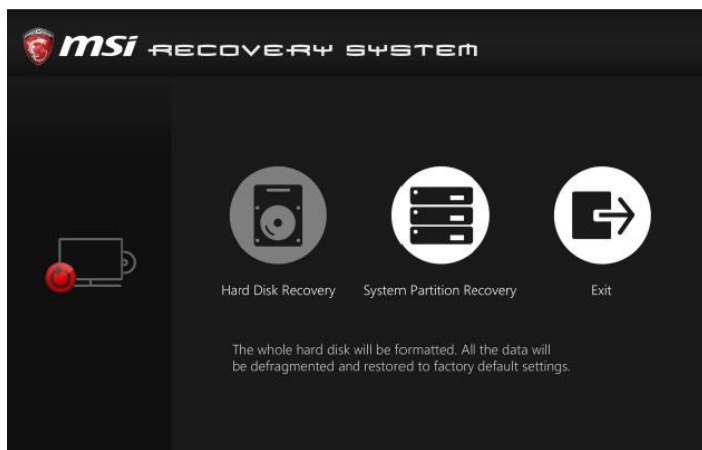 msi RECOVERY SYSTEM
Hard Disk Recovery System Partition Recovery Exit
The whole hard disk will be formatted. All the data will
be defragmented and restored to factory default settings.